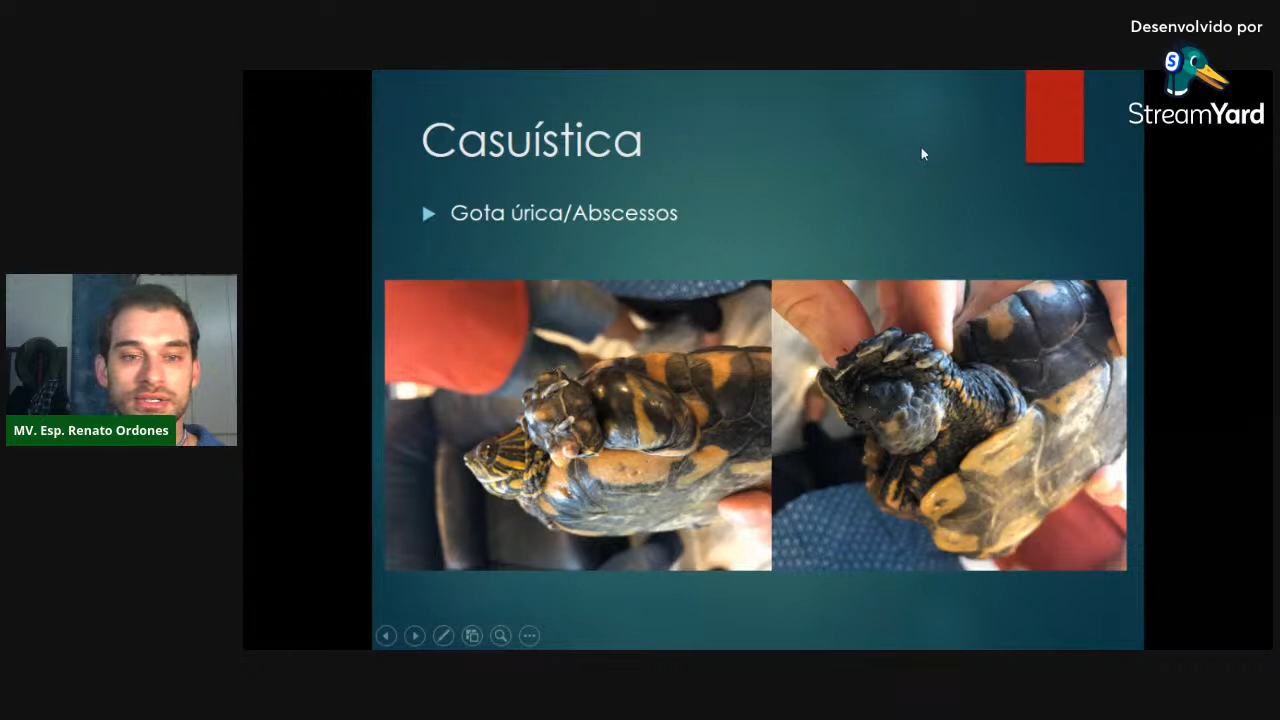 Desenvolvido por
S
StreamYard
Casuística
Gota úrica/Abscessos
MV. Esp. Renato Ordones